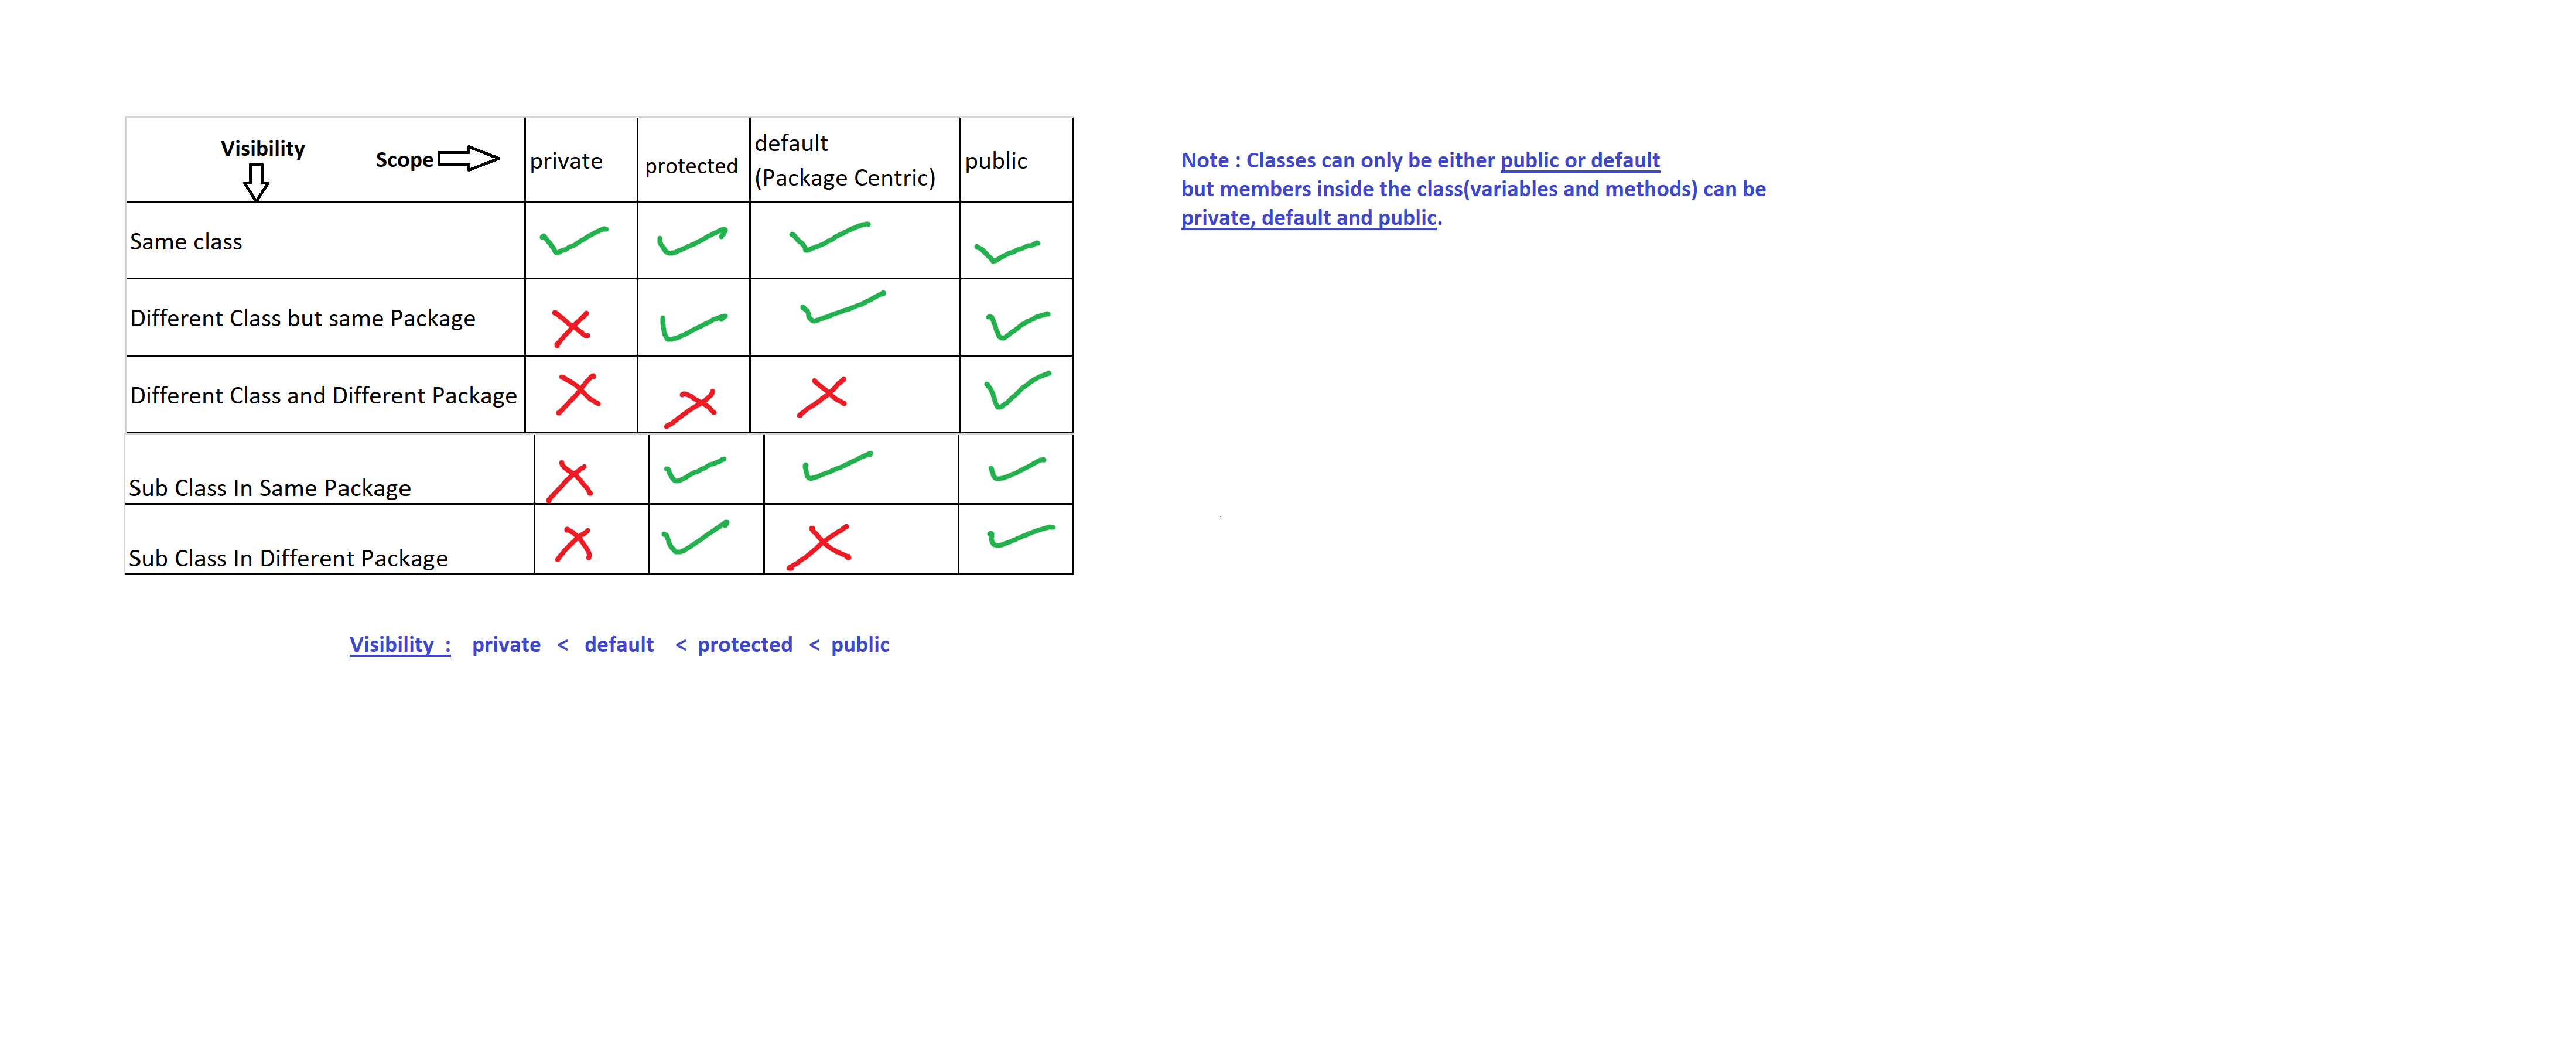 Visibility
Scope
private
protected
default
(Package Centric)
public
Same class
Different Class but same Package
Different Class and Different Package
Sub Class In Same Package
Sub Class In Different Package
Visibility : private < default < protected < public
Note : Classes can only be either public or default
but members inside the class(variables and methods) can be
private, default and public.